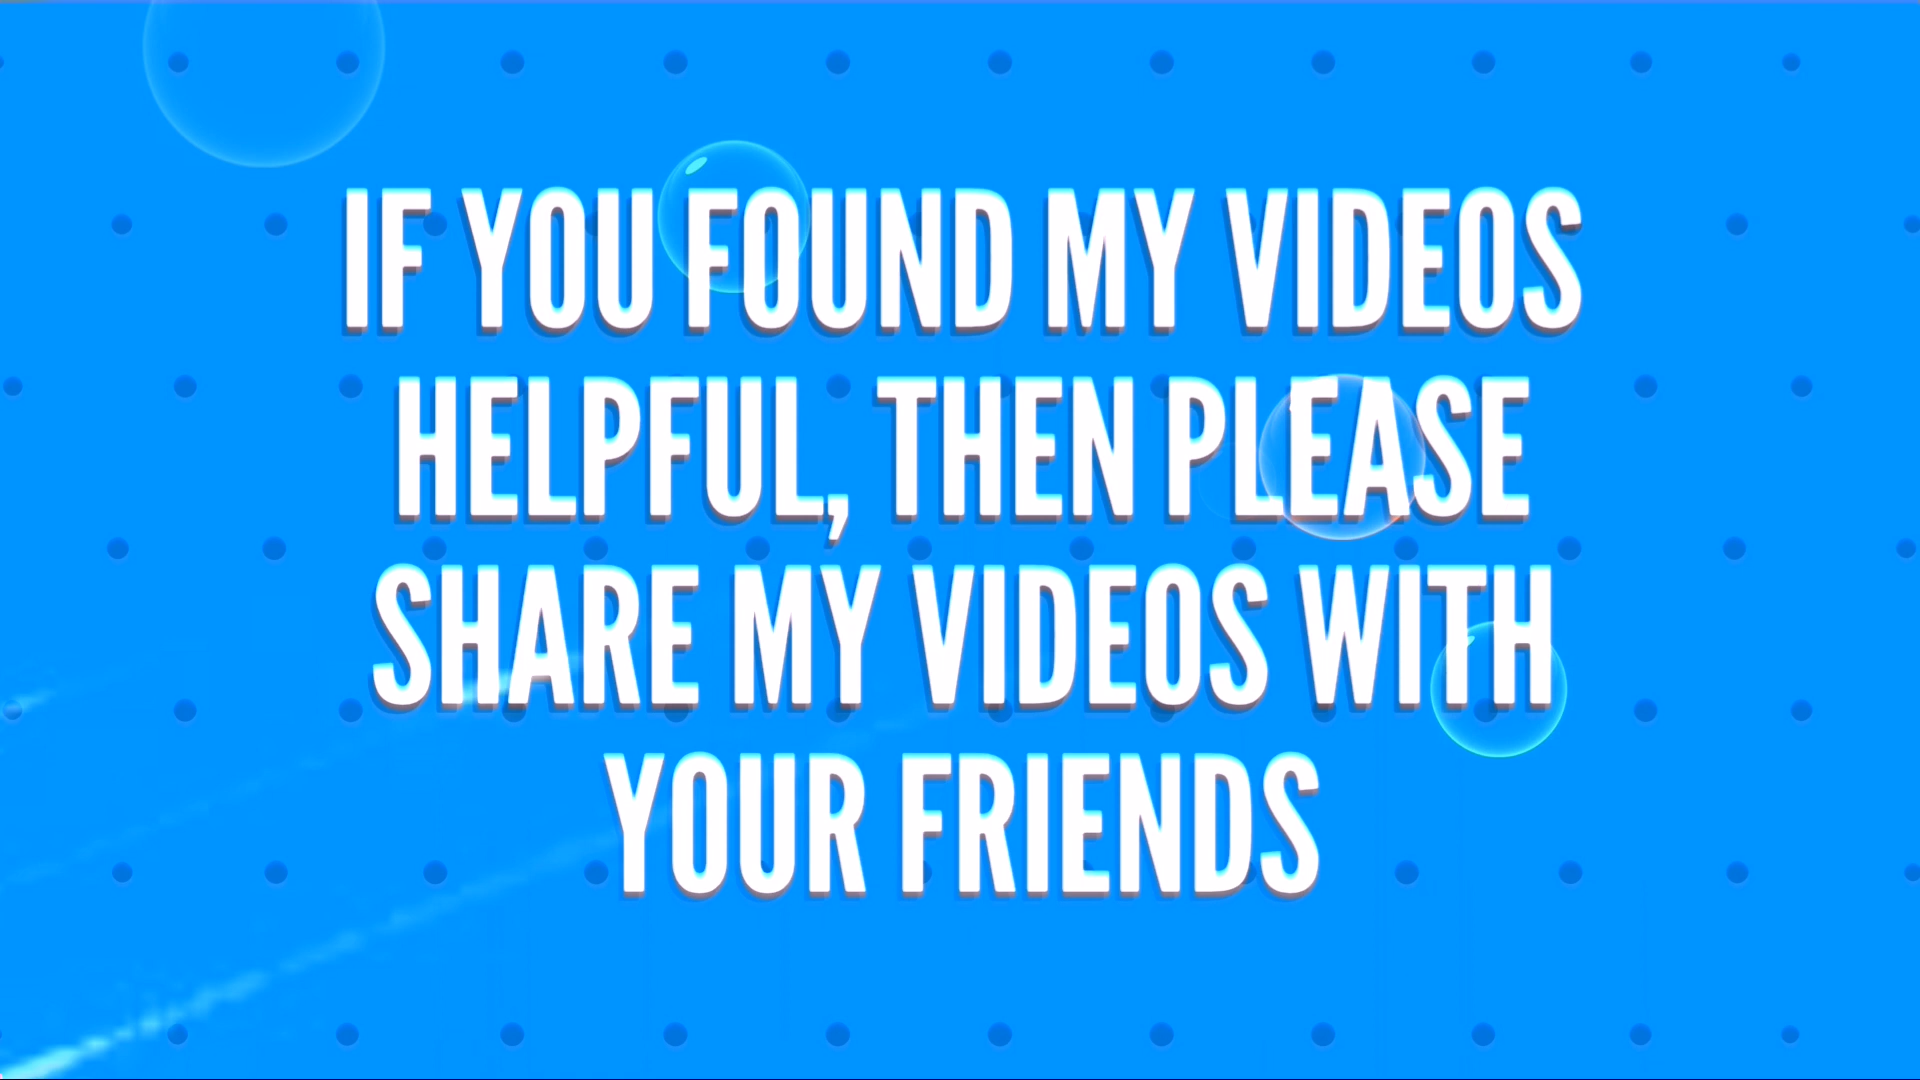 IF YOU FOUND MY VIDEOS
HELPFUL, THEN PLEASE
SHARE MY VIDEOS WITH
YOUR FRIENDS